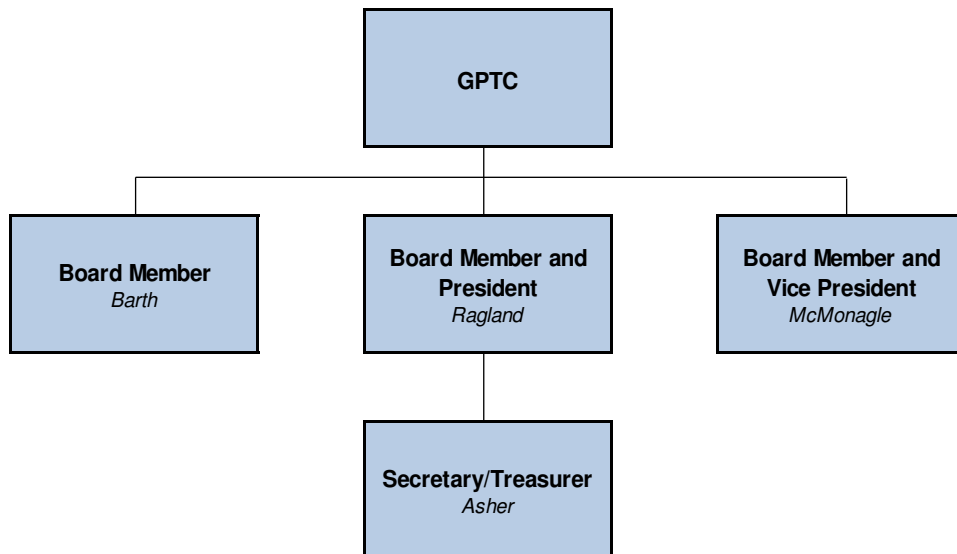 GPTC
Board Member
Barth
Board Member and
President
Ragland
Board Member and
Vice President
McMonagle
Secretary/Treasurer
Asher